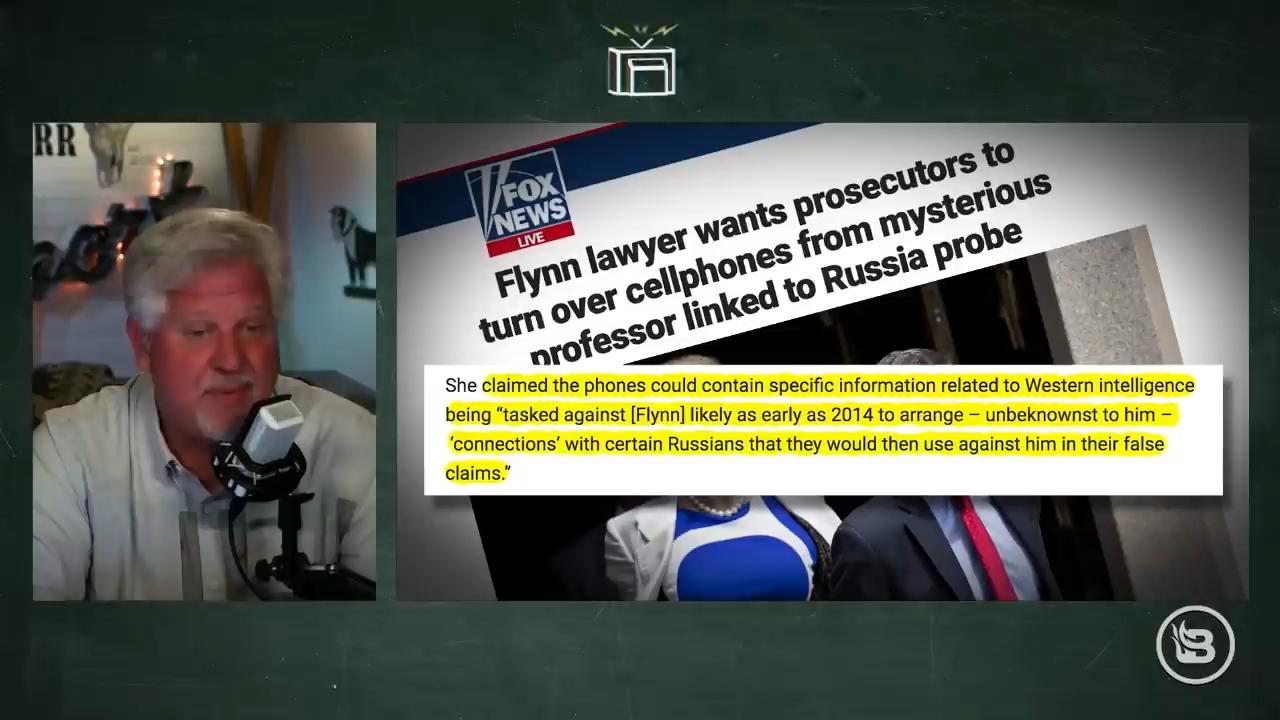 RR
FOX
NEWS
LIVE
Flynn lawyer wants prosecutors to
turn over cellphones from mysterious
professor linked to Russia probe
She claimed the phones could contain specific information related to Western intelligence
being “tasked against [Flynn] likely as early as 2014 to arrange – unbeknownst to him –
‘connections’ with certain Russians that they would then use against him in their false
claims.”
B